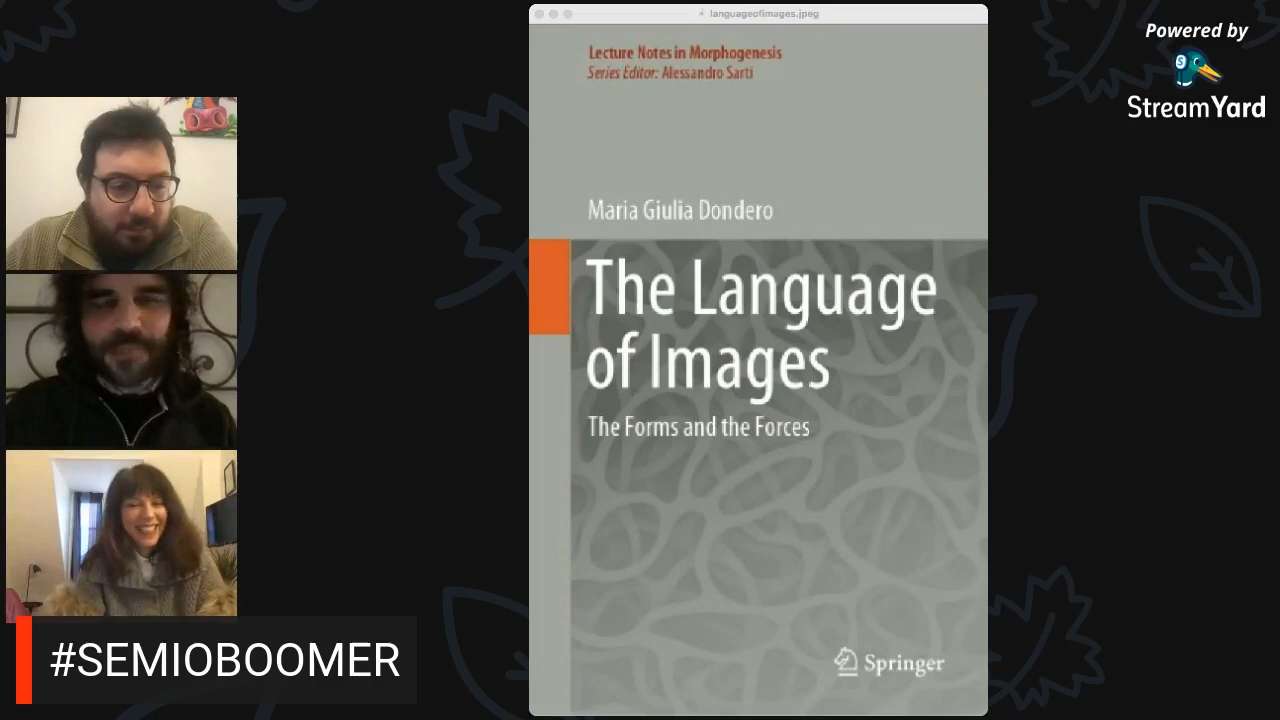 languageofimages.jpeg
Powered by
StreamYard
Lecture Notes in Morphogenesis
Series Editor: Alessandro Sarti
Maria Giulia Dondero
The Language
of Images
The Forms and the Forces
Springer
#SEMIOBOOMER